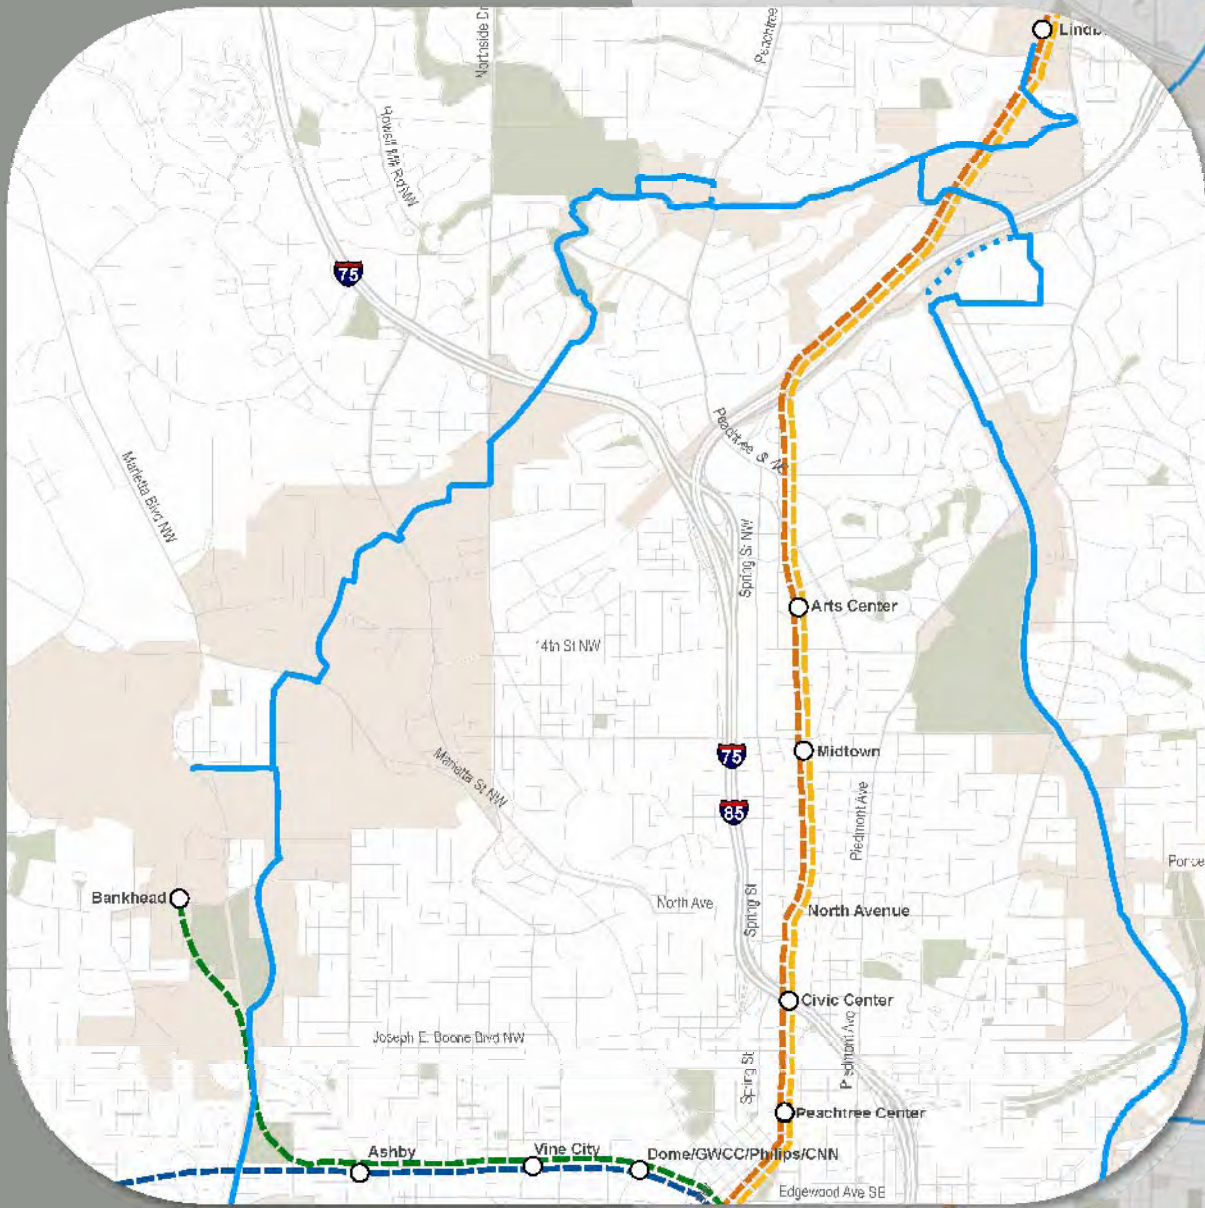 Northside Dr
Peachtree
Lindb
Howell Mill Rd NW
75
Marietta Blvd NW
Peachtree St NE
Spring St NW
Arts Center
14th St NW
75
Midtown
85
Marietta St NW
Piedmont Ave
Ponce
Bankhead
North Ave
Spring St
North Avenue
Civic Center
Joseph E. Boone Blvd NW
Spring St
Piedmont Ave
Peachtree Center
Ashby
Vine City
Dome/GWCC/Philips/CNN
Edgewood Ave SE